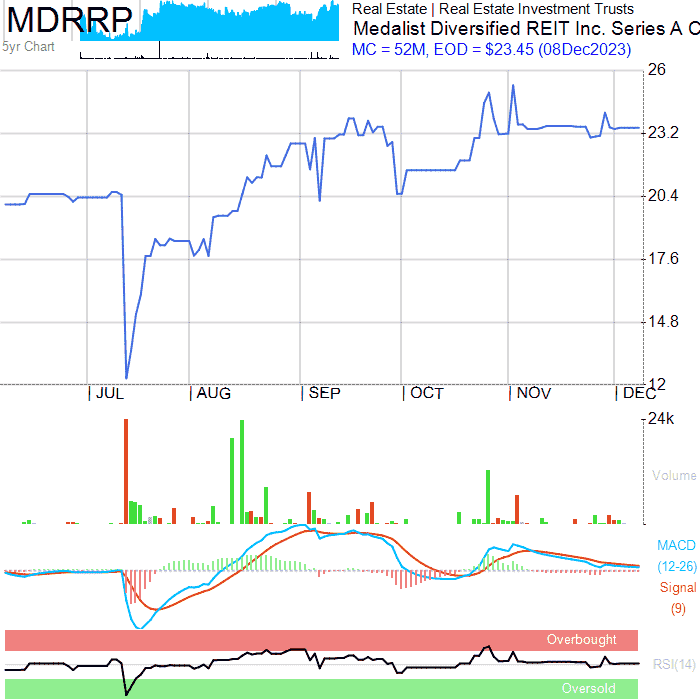 MDRRP
5yr Chart
Real Estate | Real Estate Investment Trusts
Medalist Diversified REIT Inc. Series A C
MC = 52M, EOD = $23.45 (08Dec2023)
26
23.2
20.4
17.6
14.8
12
JUL
AUG
SEP
OCT
NOV
DEC
24k
Volume
MACD
(12-26)
Signal
(9)
Overbought
RSI(14)
Oversold